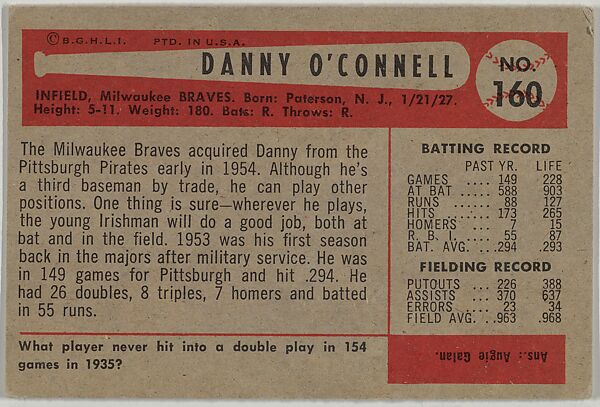 © B.G.H.L.I. PTD. IN U.S.A.
DANNY O'CONNELL
NO. 160
INFIELD, Milwaukee BRAVES. Born: Paterson, N. J., 1/21/27.
Height: 5-11. Weight: 180. Bats: R. Throws: R.
The Milwaukee Braves acquired Danny from the
Pittsburgh Pirates early in 1954. Although he's
a third baseman by trade, he can play other
positions. One thing is sure—wherever he plays,
the young Irishman will do a good job, both at
bat and in the field. 1953 was his first season
back in the majors after military service. He was
in 149 games for Pittsburgh and hit .294. He
had 26 doubles, 8 triples, 7 homers and batted
in 55 runs.
BATTING RECORD
PAST YR. LIFE
GAMES .... 149 228
AT BAT .... 588 903
RUNS ..... 88 127
HITS ..... 173 265
HOMERS ... 7 15
R. B. I. .... 55 87
BAT. AVG. .. .294 .293
FIELDING RECORD
PUTOUTS ... 226 388
ASSISTS .... 370 637
ERRORS .... 23 34
FIELD AVG. .. .963 .968
What player never hit into a double play in 154
games in 1935?
Ans.: Augie Galan.